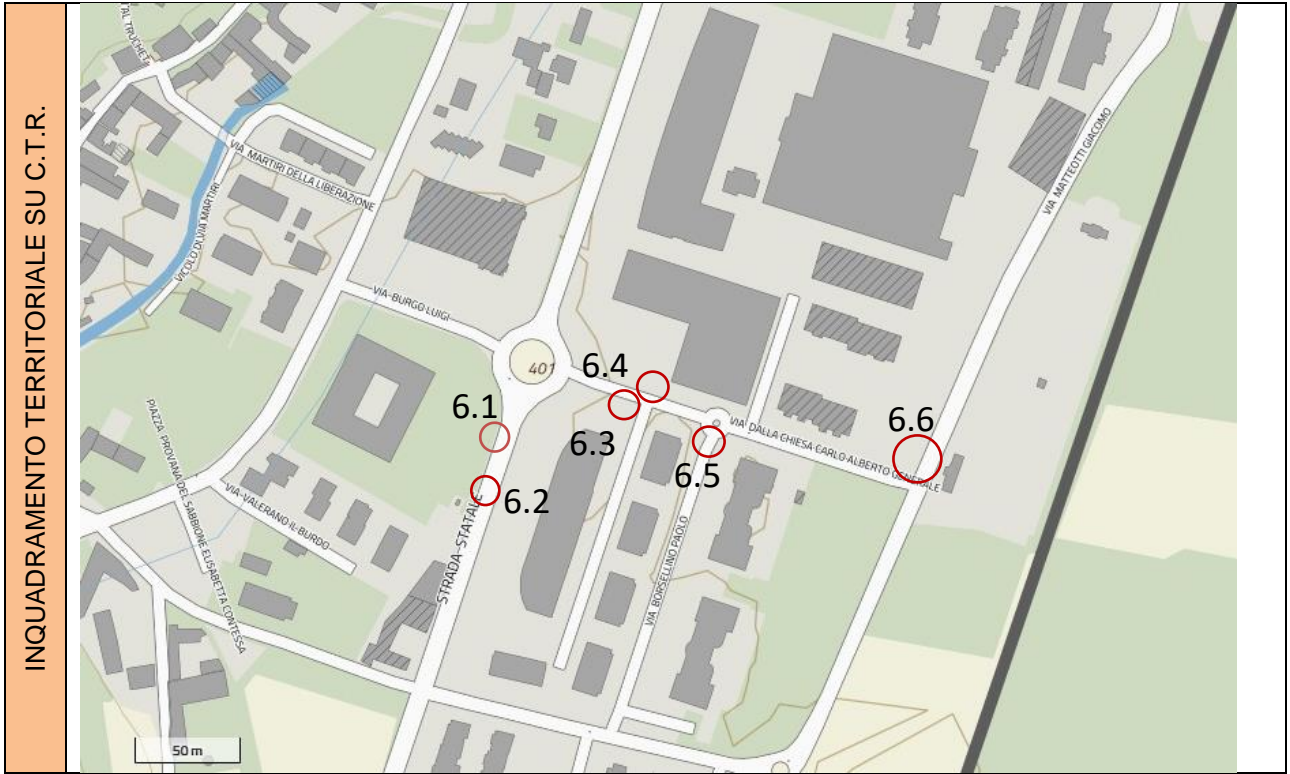 INQUADRAMENTO TERRITORIALE SU C.T.R.
VIA MARTIRI DELLA LIBERAZIONE
VICOLO DI VIA MARTIRI
VIA BURGO LUIGI
401
VIA MATTEOTTI GIACOMO
6.1
6.2
6.3
6.4
6.5
6.6
VIA DALLA CHIESA CARLO ALBERTO GENERALE
STRADA STATALE
VIA BORSELLINO PAOLO
VIA VALERANO IL BURDO
PIAZZA PROVANA DEL SABBIONE ELISABETTA CONTESSA
50 m